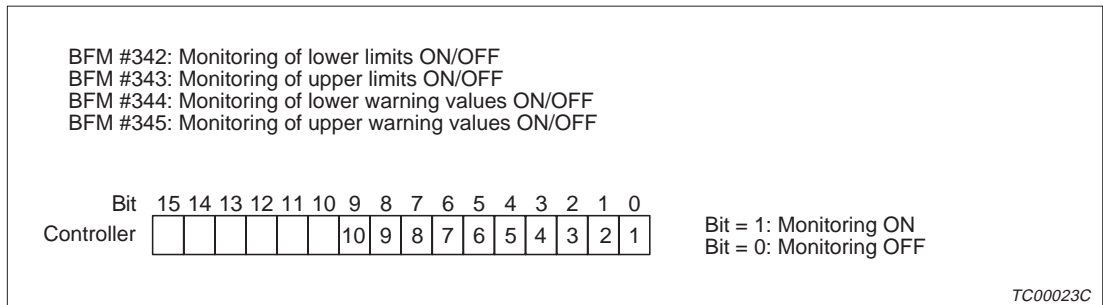 BFM #342: Monitoring of lower limits ON/OFF
BFM #343: Monitoring of upper limits ON/OFF
BFM #344: Monitoring of lower warning values ON/OFF
BFM #345: Monitoring of upper warning values ON/OFF
Bit 15 14 13 12 11 10 9 8 7 6 5 4 3 2 1 0
Controller 10 9 8 7 6 5 4 3 2 1
Bit = 1: Monitoring ON
Bit = 0: Monitoring OFF
TC00023C